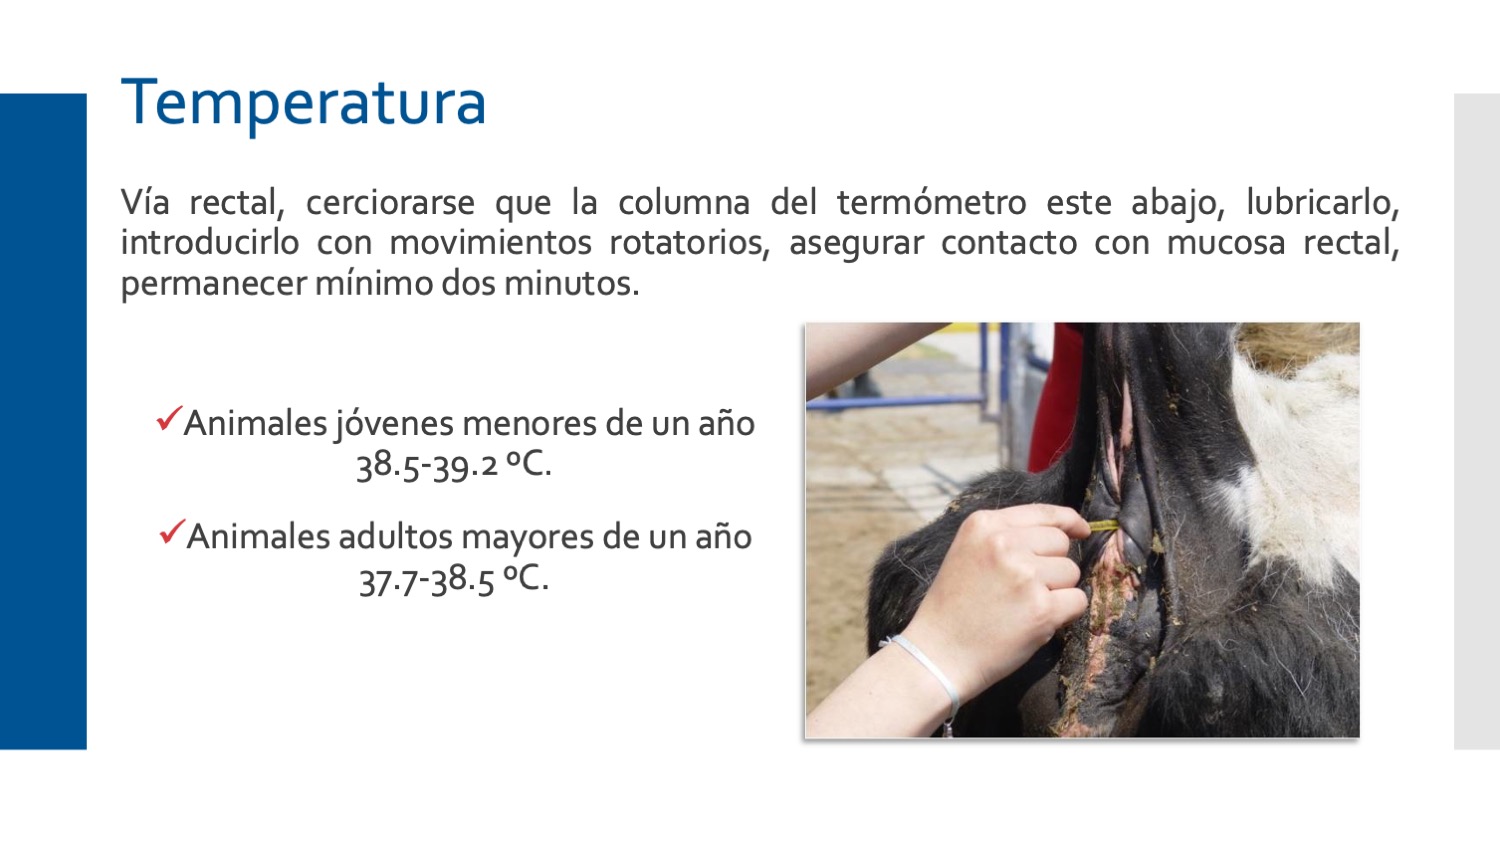 Temperatura
Vía rectal, cerciorarse que la columna del termómetro este abajo, lubricarlo,
introducirlo con movimientos rotatorios, asegurar contacto con mucosa rectal,
permanecer mínimo dos minutos.
✓Animales jóvenes menores de un año
38.5-39.2 ºC.
✓Animales adultos mayores de un año
37.7-38.5 ºC.